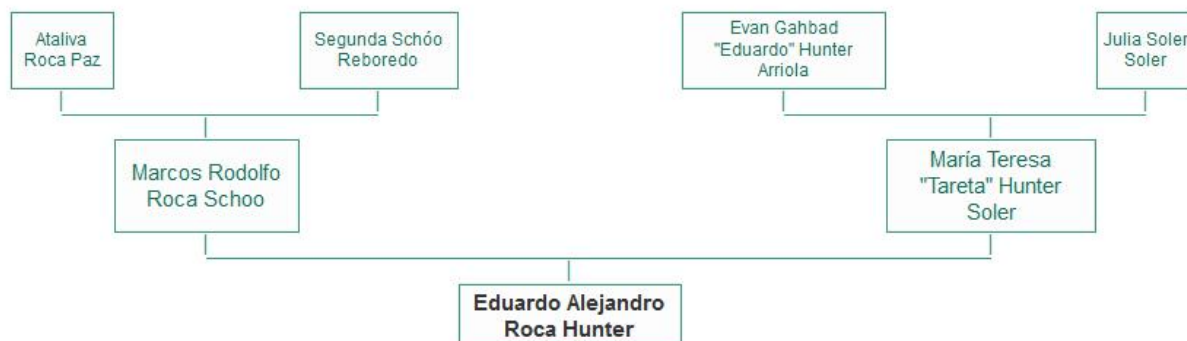 Ataliva
Roca Paz
Segunda Schóo
Reboredo
Evan Gahbad
"Eduardo" Hunter
Arriola
Julia Soler
Soler
Marcos Rodolfo
Roca Schoo
María Teresa
"Tareta" Hunter
Soler
Eduardo Alejandro
Roca Hunter